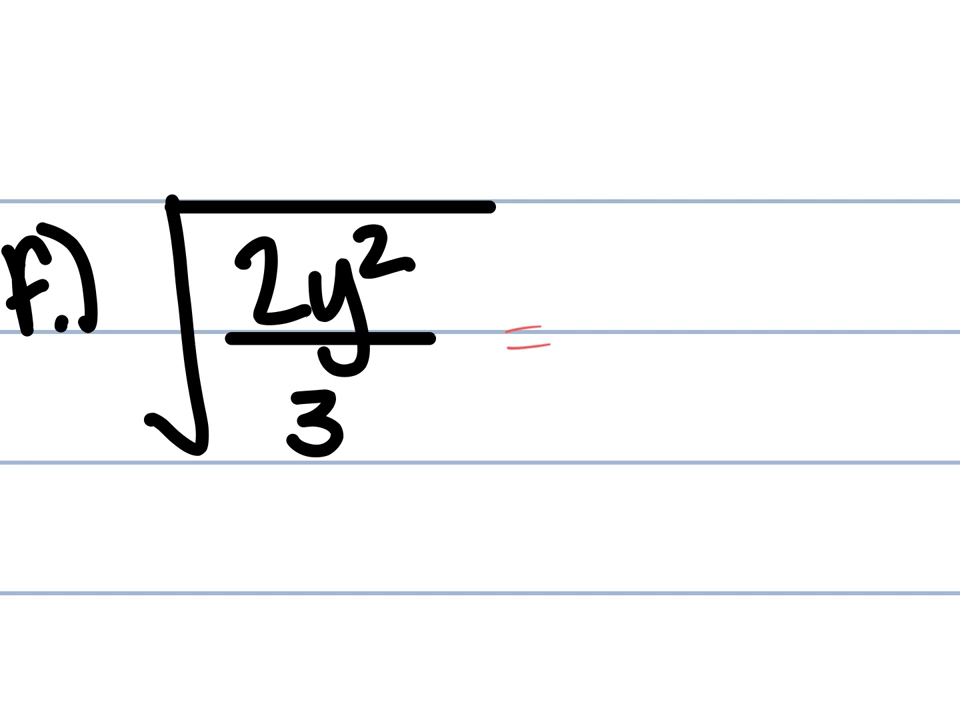 f.) √(2y²/3) =